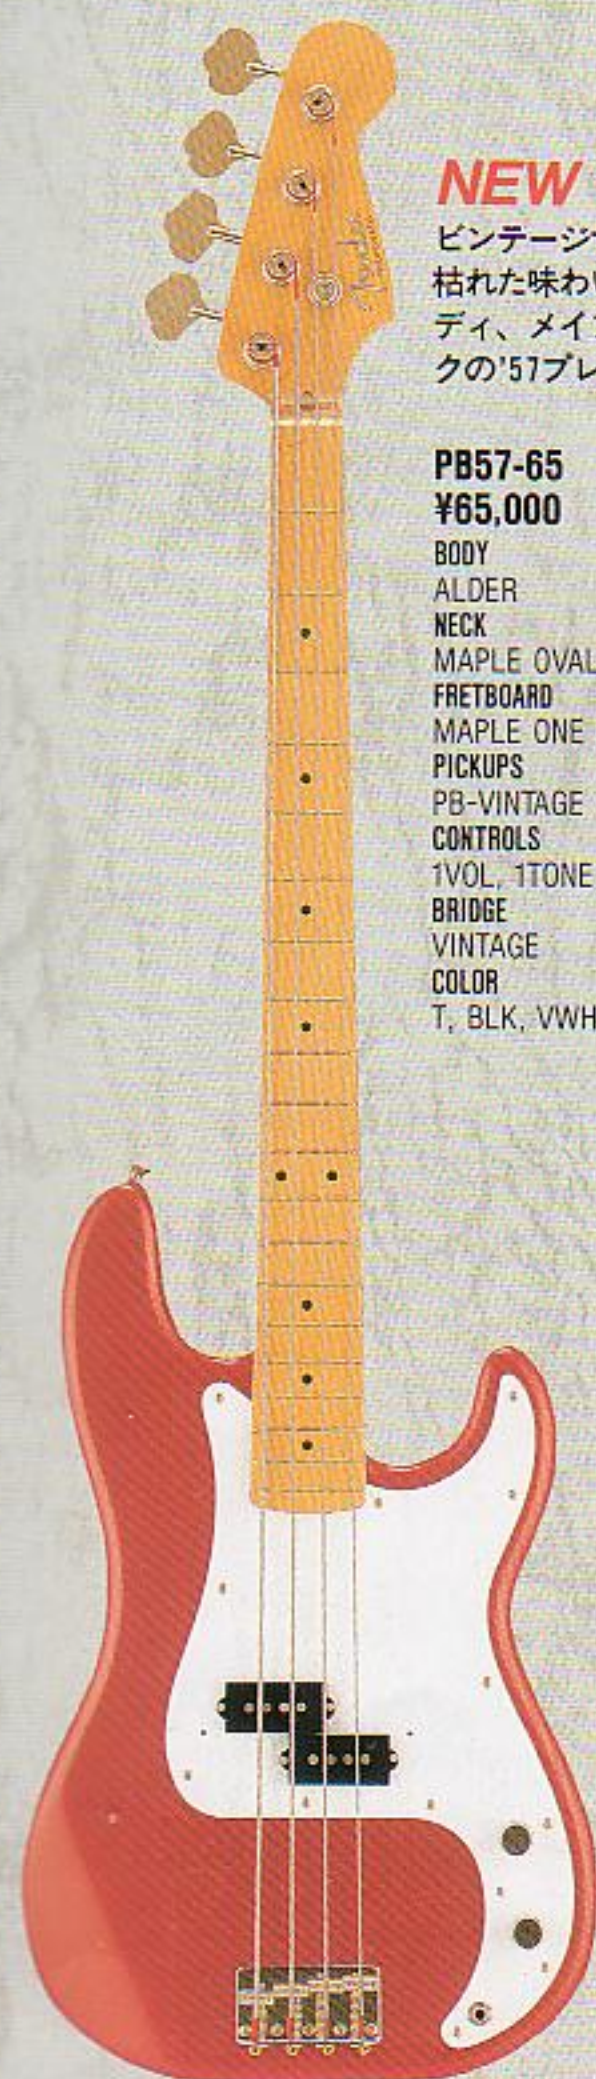 Fender
NEW
ビンテージ
枯れた味わ
ディ、メイ
クの'57プレ
PB57-65
¥65,000
BODY
ALDER
NECK
MAPLE OVAL
FRETBOARD
MAPLE ONE
PICKUPS
PB-VINTAGE
CONTROLS
1VOL, 1TONE
BRIDGE
VINTAGE
COLOR
T, BLK, VWH